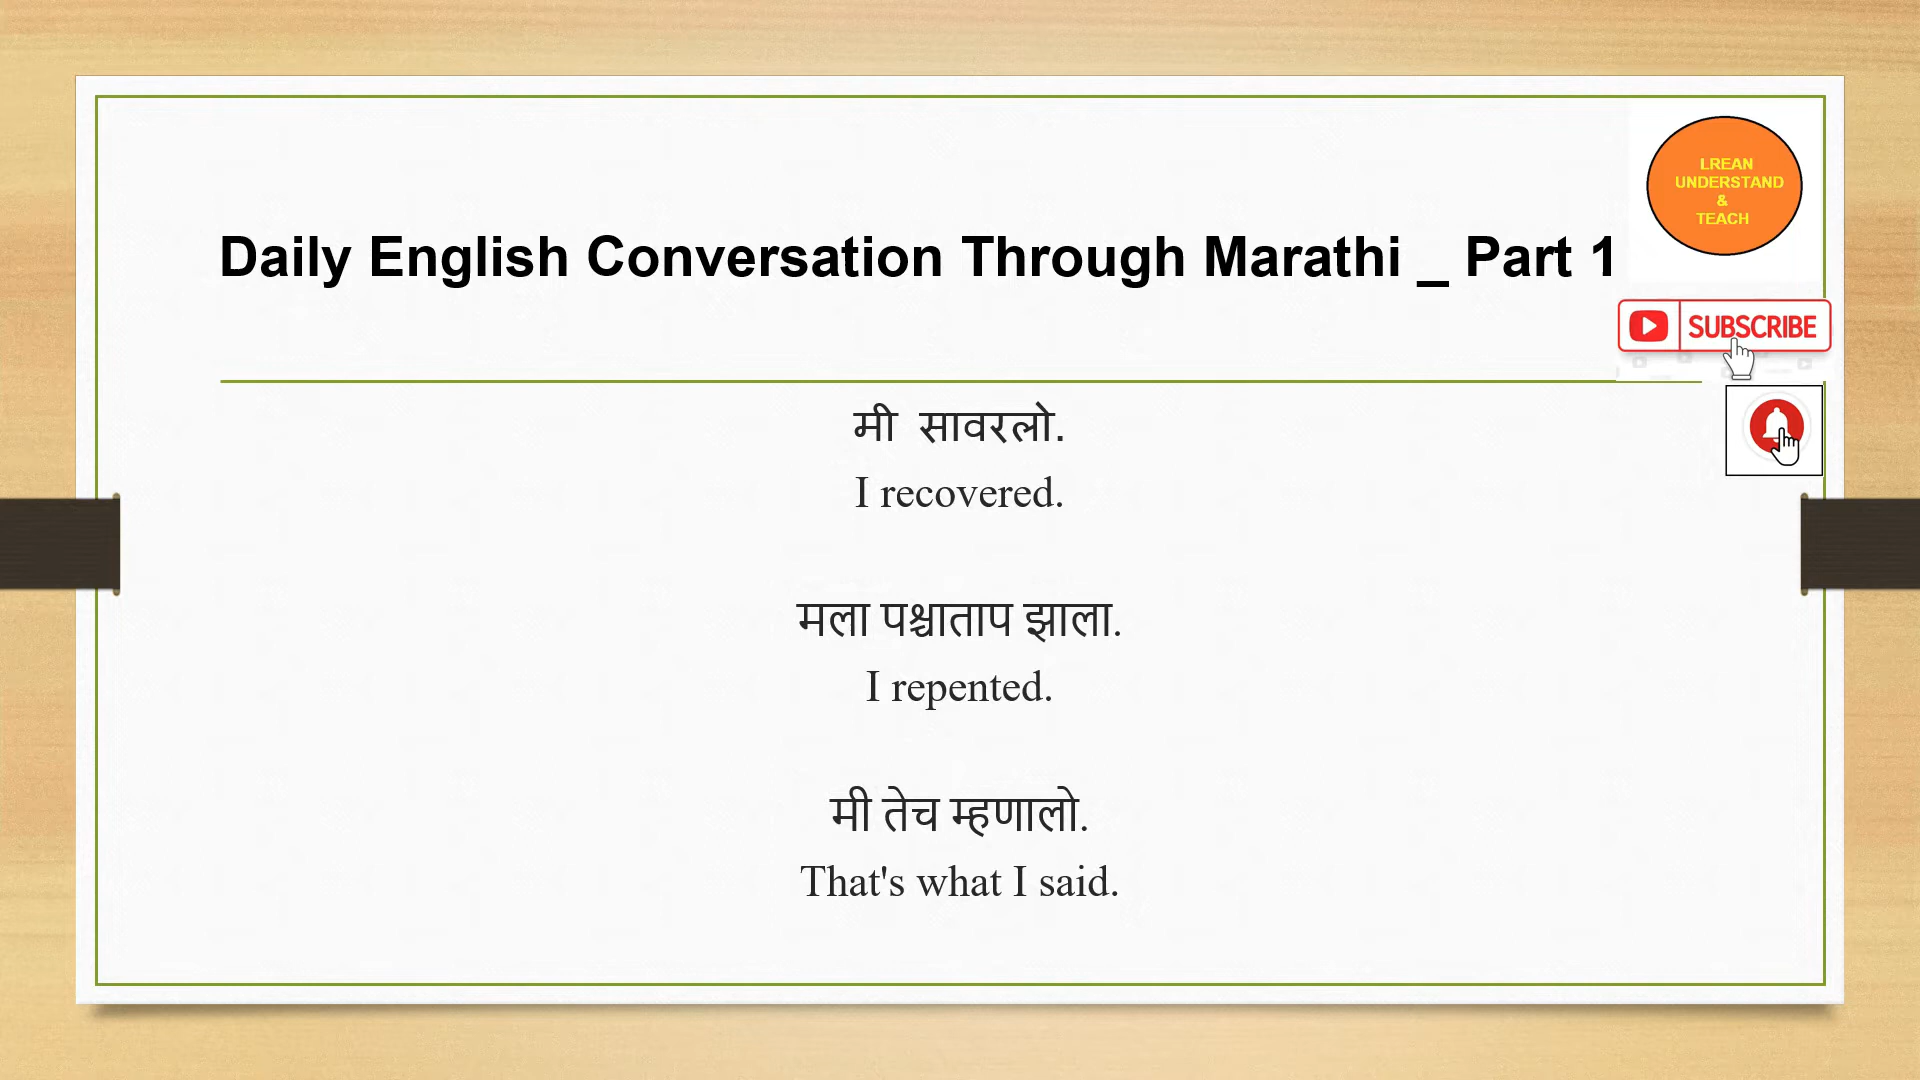 LREAN
UNDERSTAND
&
TEACH
Daily English Conversation Through Marathi _ Part 1
SUBSCRIBE
मी सावरलो.
I recovered.
मला पश्चाताप झाला.
I repented.
मी तेच म्हणालो.
That's what I said.